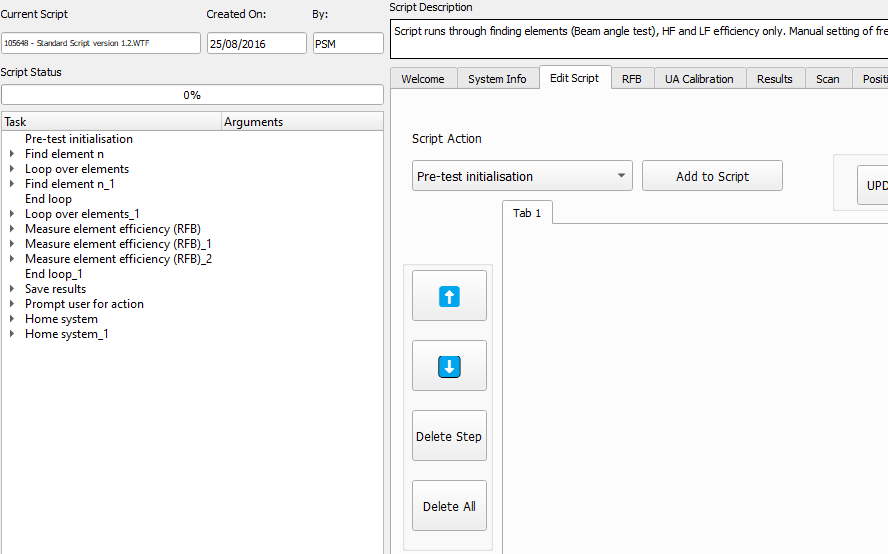 Current Script
Created On:
By:
105648 - Standard Script version 1.2.WTF
25/08/2016
PSM
Script Status
0%
Task
Arguments
Pre-test initialisation
Find element n
Loop over elements
Find element n_1
End loop
Loop over elements_1
Measure element efficiency (RFB)
Measure element efficiency (RFB)_1
Measure element efficiency (RFB)_2
End loop_1
Save results
Prompt user for action
Home system
Home system_1
Script Description
Script runs through finding elements (Beam angle test), HF and LF efficiency only. Manual setting of fre
Welcome
System Info
Edit Script
RFB
UA Calibration
Results
Scan
Positi
Script Action
Pre-test initialisation
Add to Script
UPD
Tab 1
Delete Step
Delete All